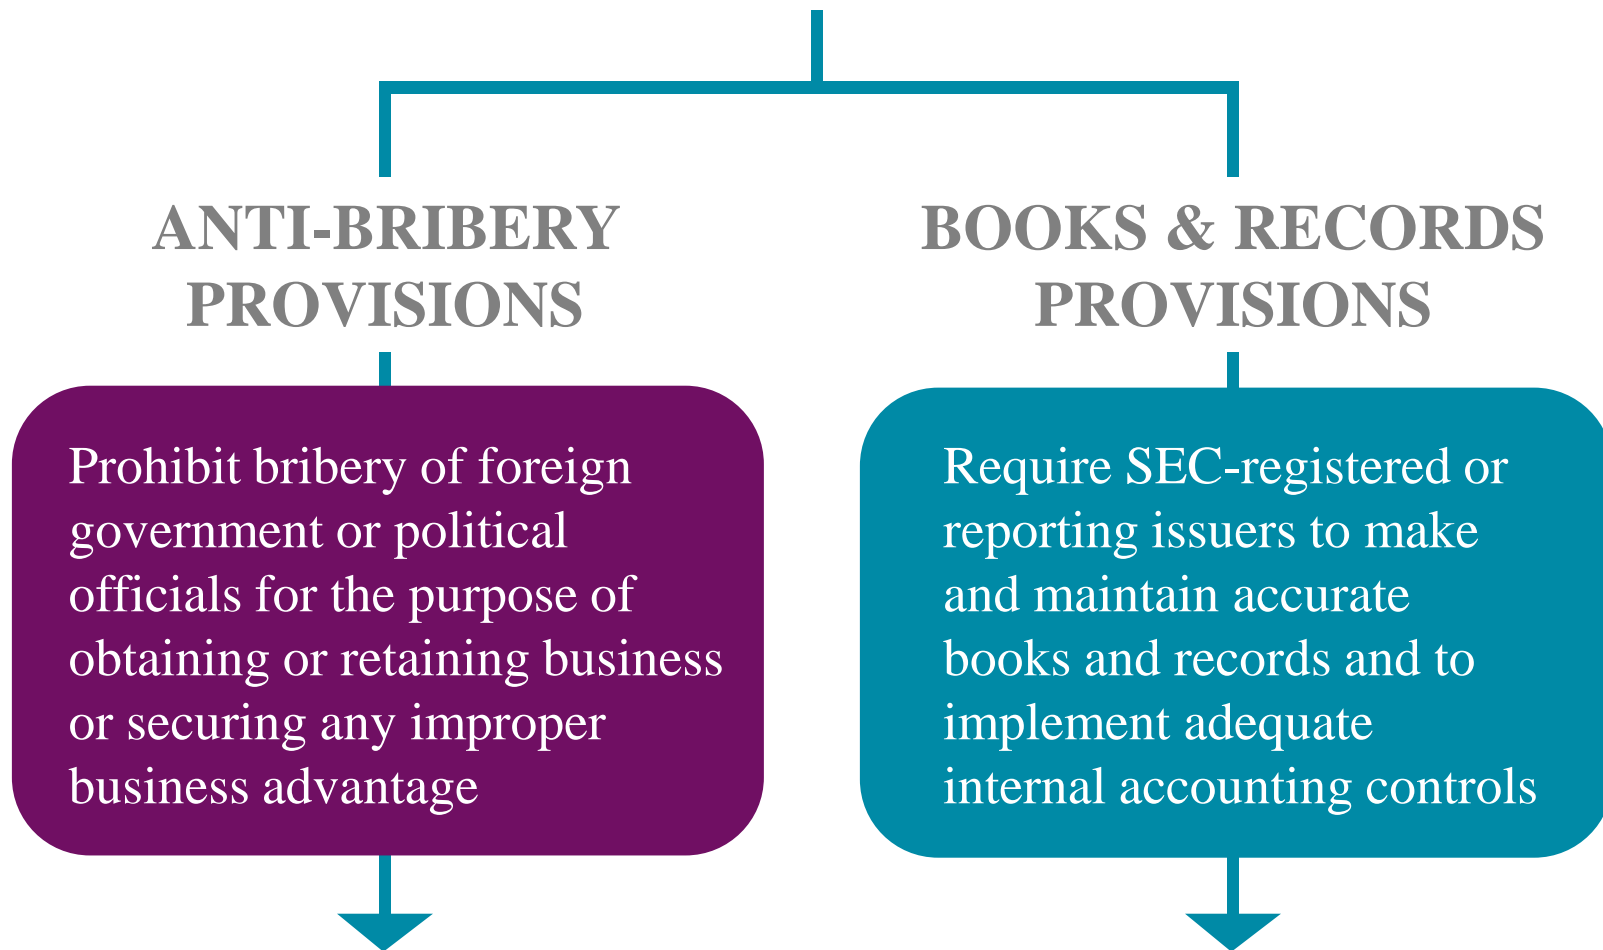 ANTI-BRIBERY
PROVISIONS
Prohibit bribery of foreign
government or political
officials for the purpose of
obtaining or retaining business
or securing any improper
business advantage
BOOKS & RECORDS
PROVISIONS
Require SEC-registered or
reporting issuers to make
and maintain accurate
books and records and to
implement adequate
internal accounting controls